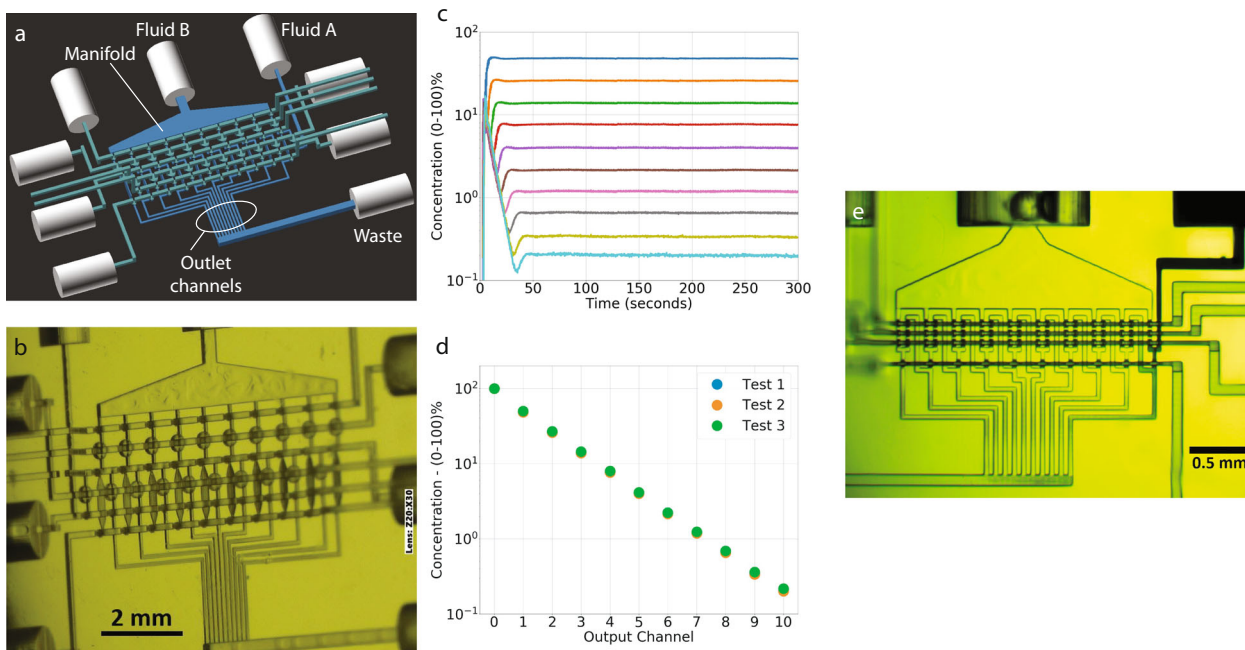 a
Fluid B
Fluid A
Manifold
Outlet
channels
Waste
b
Lens: Z20:X30
2 mm
c
Concentration (0-100)%
10²
10¹
10⁰
10⁻¹
0 50 100 150 200 250 300
Time (seconds)
d
Concentration - (0-100)%
10²
10¹
10⁰
10⁻¹
Test 1
Test 2
Test 3
0 1 2 3 4 5 6 7 8 9 10
Output Channel
e
0.5 mm